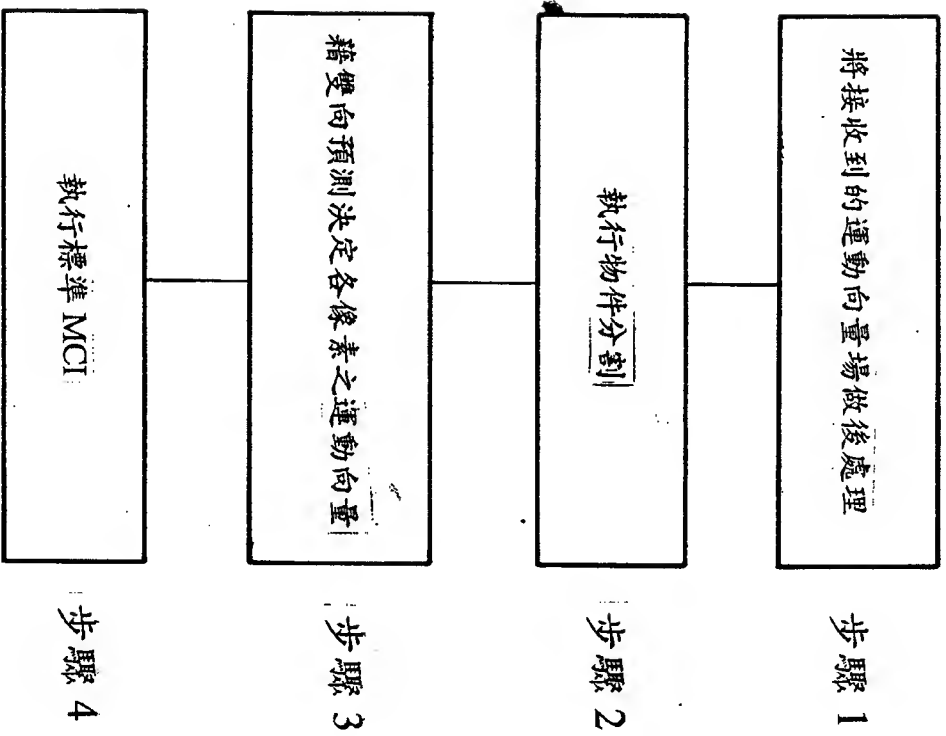 將接收到的運動向量場做後處理
步驟 1
執行物件分割
步驟 2
藉雙向預測決定各像素之運動向量
步驟 3
執行標準 MCI
步驟 4